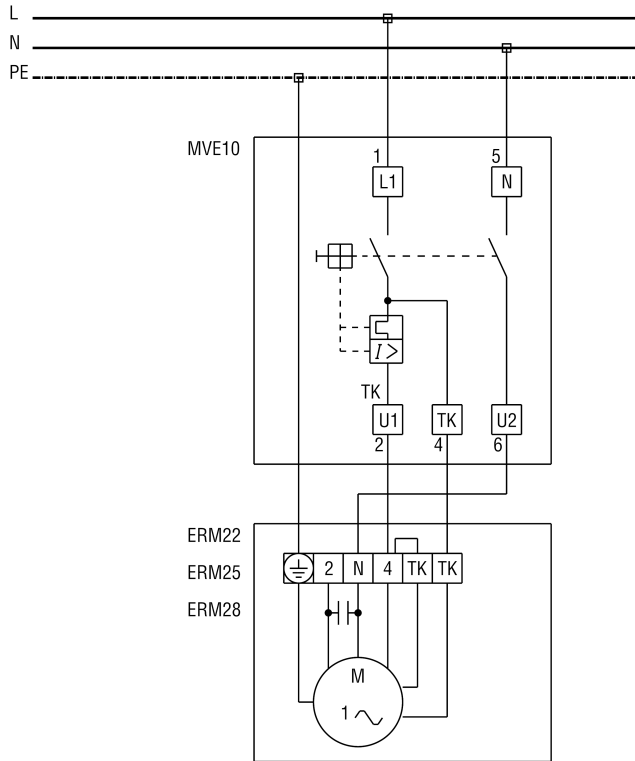 L
N
PE
MVE10
1 5
L1 N
I >
TK
U1 TK U2
2 4 6
ERM22
ERM25
ERM28
2 N 4 TK TK
M
1